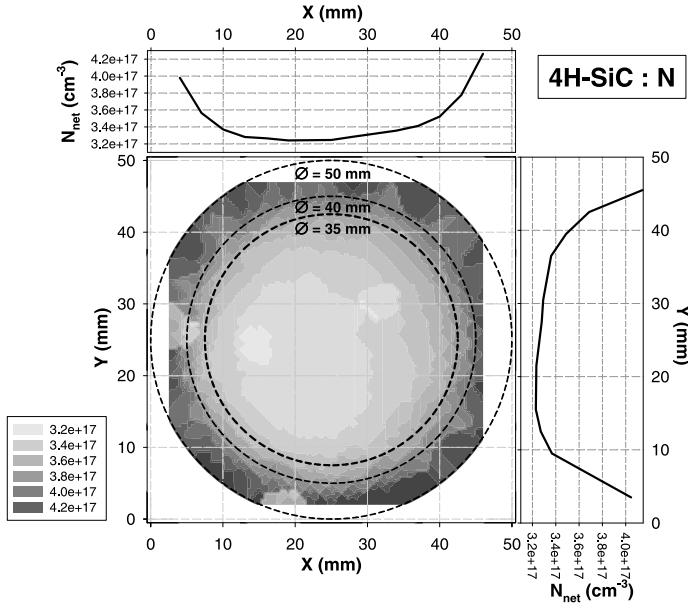 X (mm)
0 10 20 30 40 50
4.2e+17
4.0e+17
3.8e+17
3.6e+17
3.4e+17
3.2e+17
N_net (cm^-3)
4H-SiC : N
50
40
30
20
10
0
Y (mm)
Ø = 50 mm
Ø = 40 mm
Ø = 35 mm
50
40
30
20
10
0
Y (mm)
3.2e+17
3.4e+17
3.6e+17
3.8e+17
4.0e+17
4.2e+17
0 10 20 30 40 50
X (mm)
3.2e+17
3.4e+17
3.6e+17
3.8e+17
4.0e+17
N_net (cm^-3)